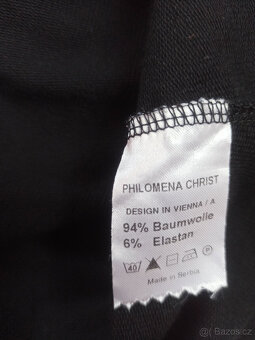 PHILOMENA CHRIST
DESIGN IN VIENNA / A
94% Baumwolle
6% Elastan
40 P
Made in Serbia
Bazos.cz